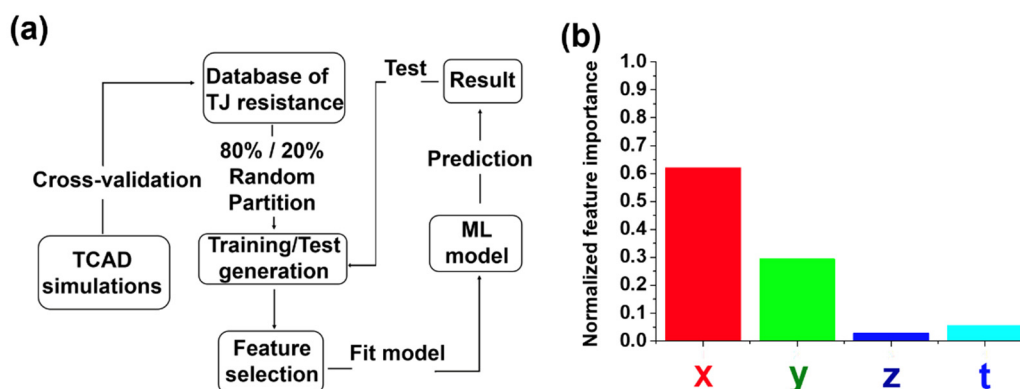 (a)
Database of
TJ resistance
80% / 20%
Random
Partition
Cross-validation
TCAD
simulations
Training/Test
generation
Feature
selection
Fit model
ML
model
Prediction
Result
Test
(b)
Normalized feature importance
1.0
0.9
0.8
0.7
0.6
0.5
0.4
0.3
0.2
0.1
0.0
x
y
z
t